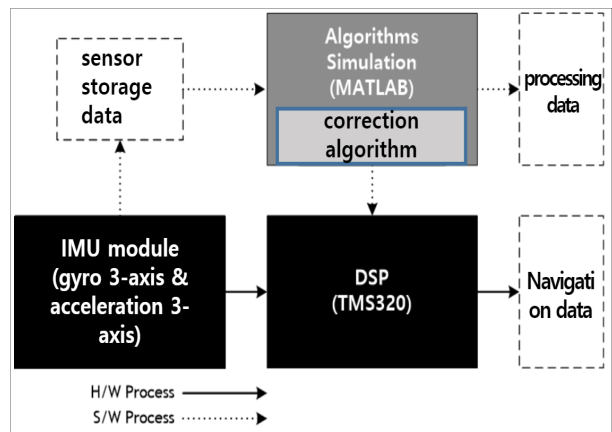 sensor
storage
data
Algorithms
Simulation
(MATLAB)
correction
algorithm
processing
data
IMU module
(gyro 3-axis &
acceleration 3-
axis)
DSP
(TMS320)
Navigati
on data
H/W Process
S/W Process